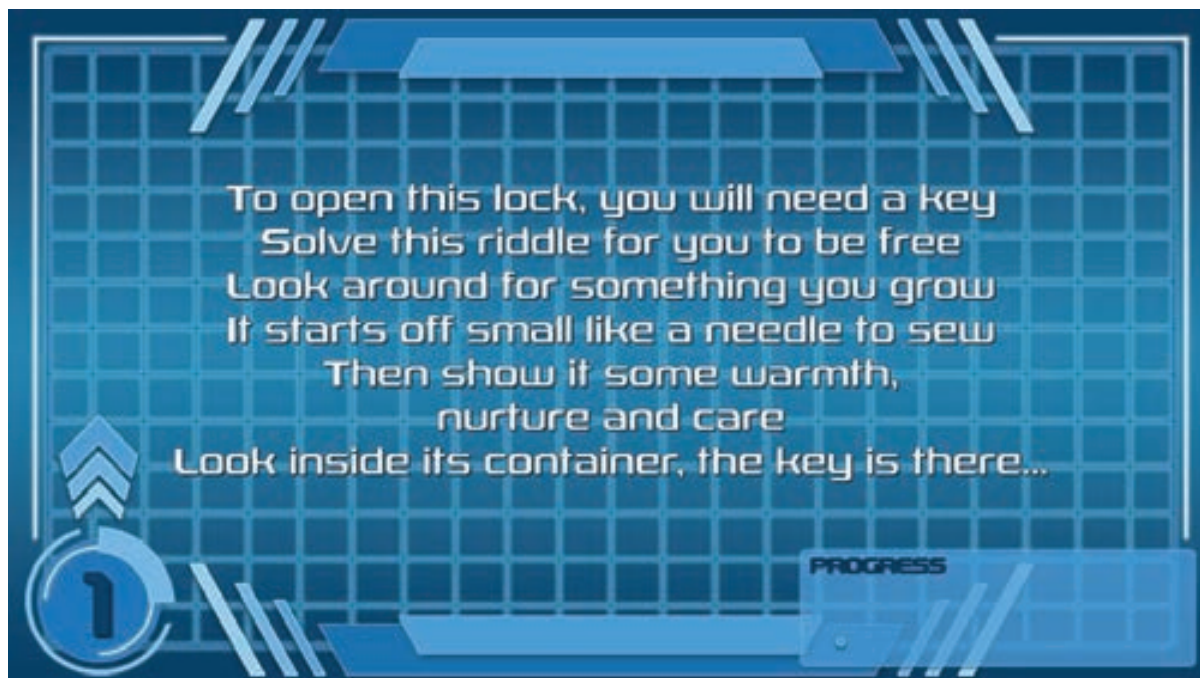 To open this lock, you will need a key
Solve this riddle for you to be free
Look around for something you grow
It starts off small like a needle to sew
Then show it some warmth,
nurture and care
Look inside its container, the key is there...
PROGRESS
1